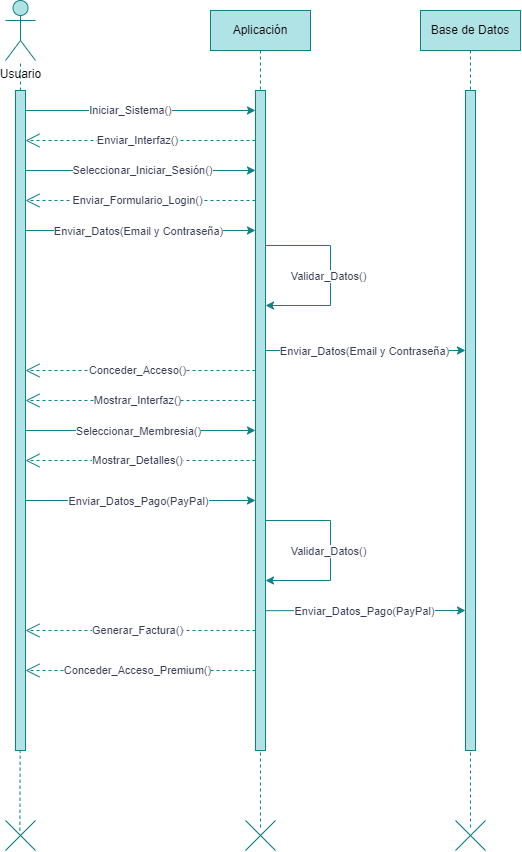 Usuario
Aplicación
Base de Datos
Iniciar_Sistema()
Enviar_Interfaz()
Seleccionar_Iniciar_Sesión()
Enviar_Formulario_Login()
Enviar_Datos(Email y Contraseña)
Validar_Datos()
Enviar_Datos(Email y Contraseña)
Conceder_Acceso()
Mostrar_Interfaz()
Seleccionar_Membresia()
Mostrar_Detalles()
Enviar_Datos_Pago(PayPal)
Validar_Datos()
Enviar_Datos_Pago(PayPal)
Generar_Factura()
Conceder_Acceso_Premium()